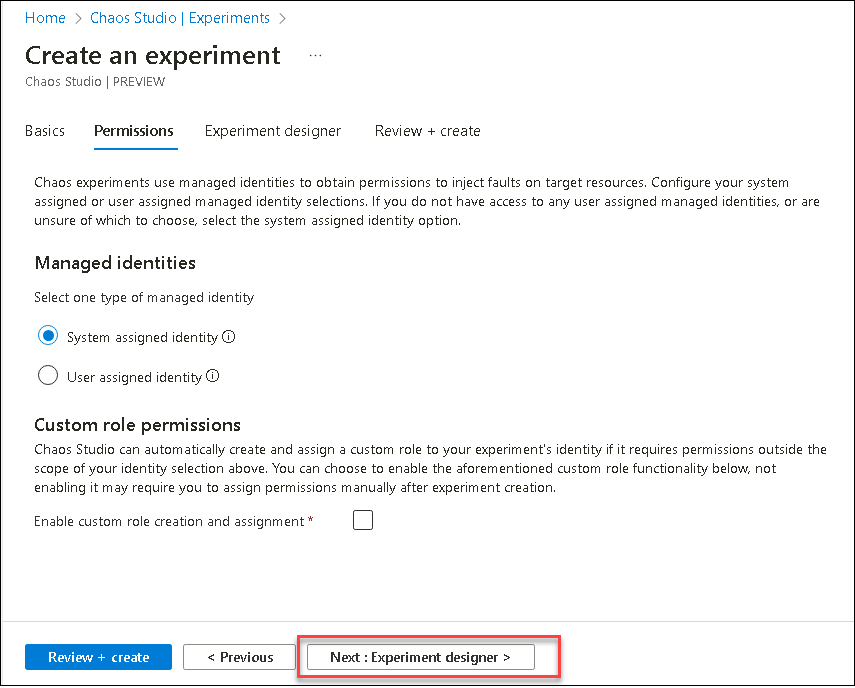 Home > Chaos Studio | Experiments >
Create an experiment ...
Chaos Studio | PREVIEW
Basics Permissions Experiment designer Review + create
Chaos experiments use managed identities to obtain permissions to inject faults on target resources. Configure your system
assigned or user assigned managed identity selections. If you do not have access to any user assigned managed identities, or are
unsure of which to choose, select the system assigned identity option.
Managed identities
Select one type of managed identity
System assigned identity
User assigned identity
Custom role permissions
Chaos Studio can automatically create and assign a custom role to your experiment's identity if it requires permissions outside the
scope of your identity selection above. You can choose to enable the aforementioned custom role functionality below, not
enabling it may require you to assign permissions manually after experiment creation.
Enable custom role creation and assignment *
Review + create < Previous Next : Experiment designer >